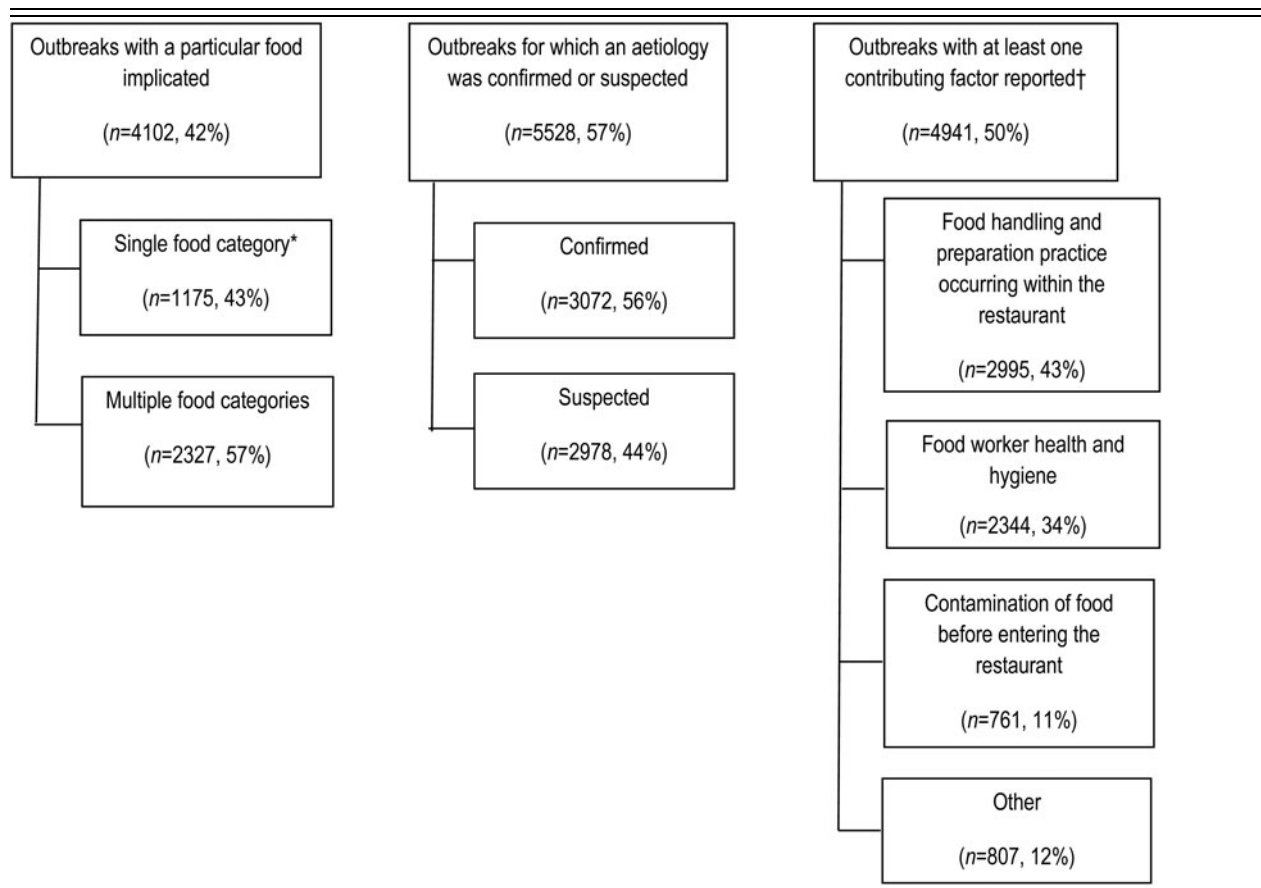 Outbreaks with a particular food
implicated
(n=4102, 42%)
Single food category*
(n=1175, 43%)
Multiple food categories
(n=2327, 57%)
Outbreaks for which an aetiology
was confirmed or suspected
(n=5528, 57%)
Confirmed
(n=3072, 56%)
Suspected
(n=2978, 44%)
Outbreaks with at least one
contributing factor reported†
(n=4941, 50%)
Food handling and
preparation practice
occurring within the
restaurant
(n=2995, 43%)
Food worker health and
hygiene
(n=2344, 34%)
Contamination of food
before entering the
restaurant
(n=761, 11%)
Other
(n=807, 12%)